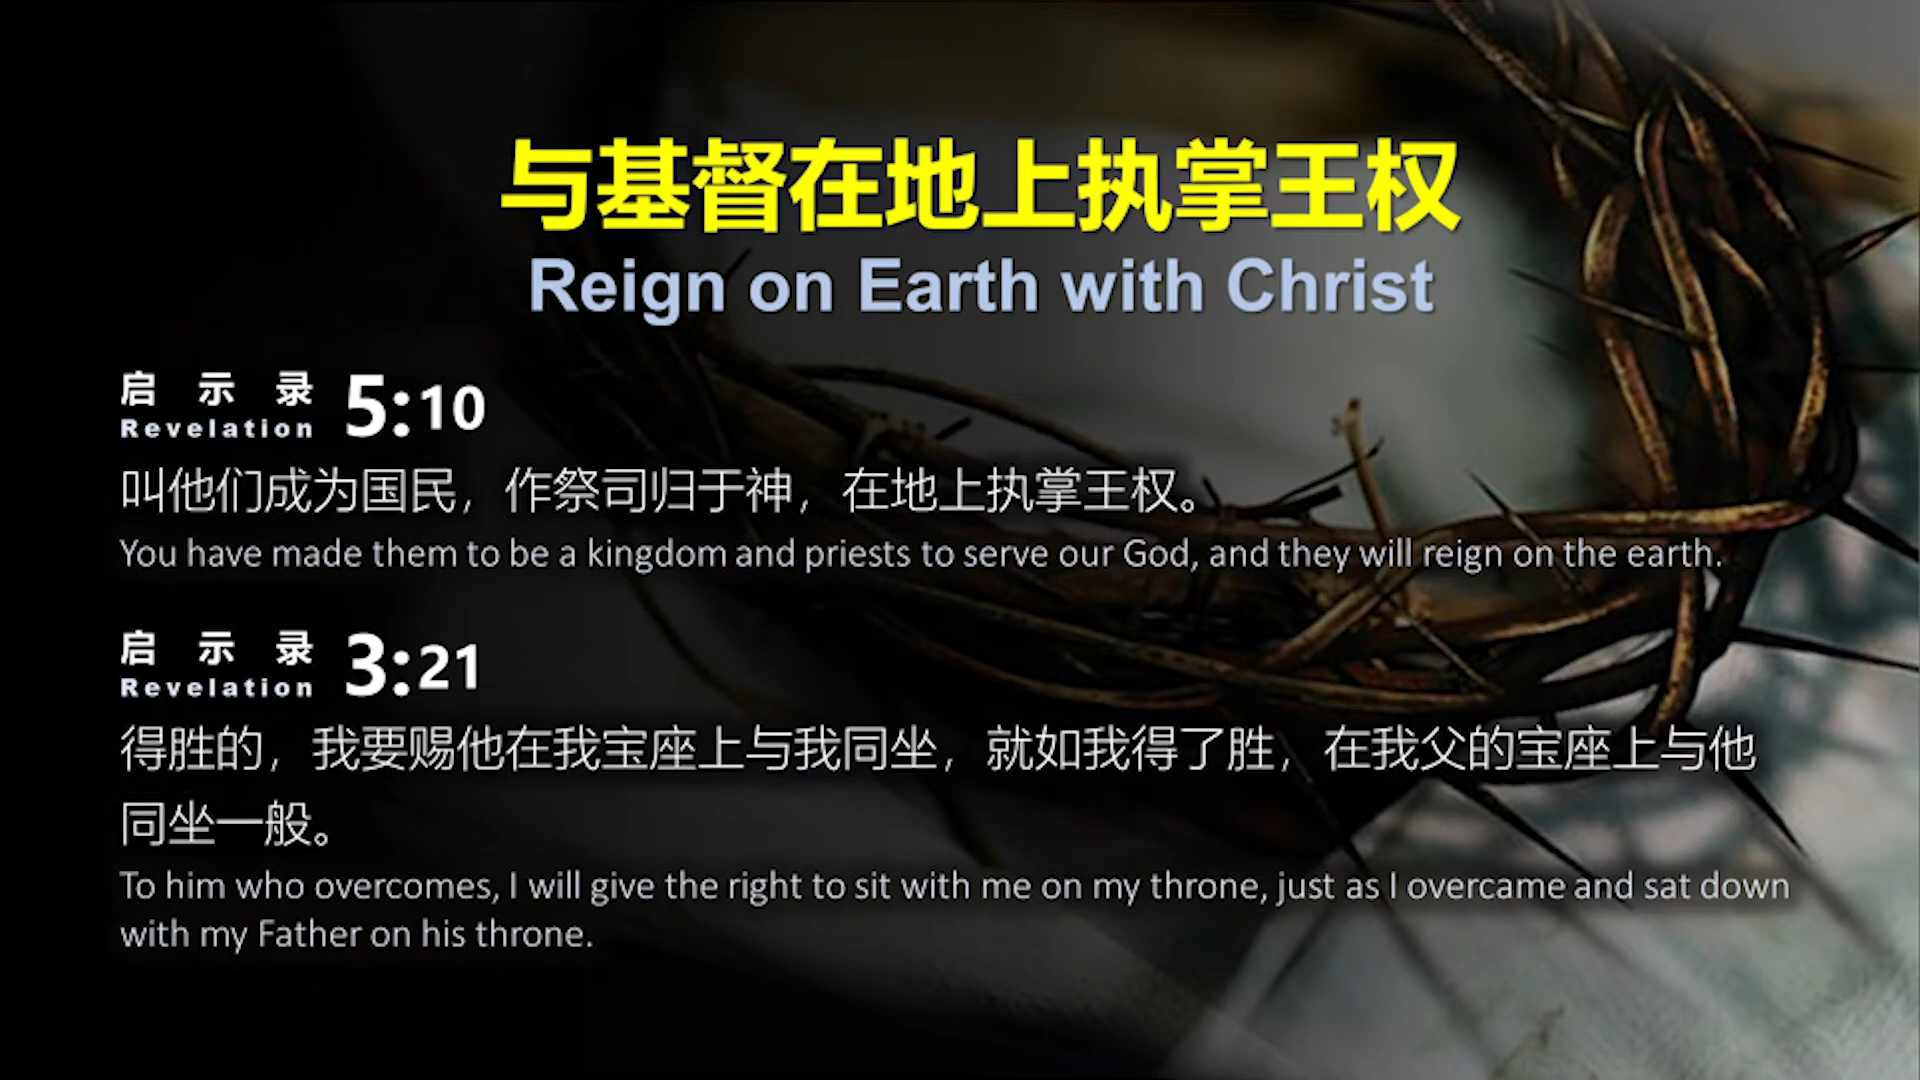 与基督在地上执掌王权
Reign on Earth with Christ
启示录 5:10
Revelation
叫他们成为国民，作祭司归于神，在地上执掌王权。
You have made them to be a kingdom and priests to serve our God, and they will reign on the earth.
启示录 3:21
Revelation
得胜的，我要赐他在我宝座上与我同坐，就如我得了胜，在我父的宝座上与他
同坐一般。
To him who overcomes, I will give the right to sit with me on my throne, just as I overcame and sat down
with my Father on his throne.